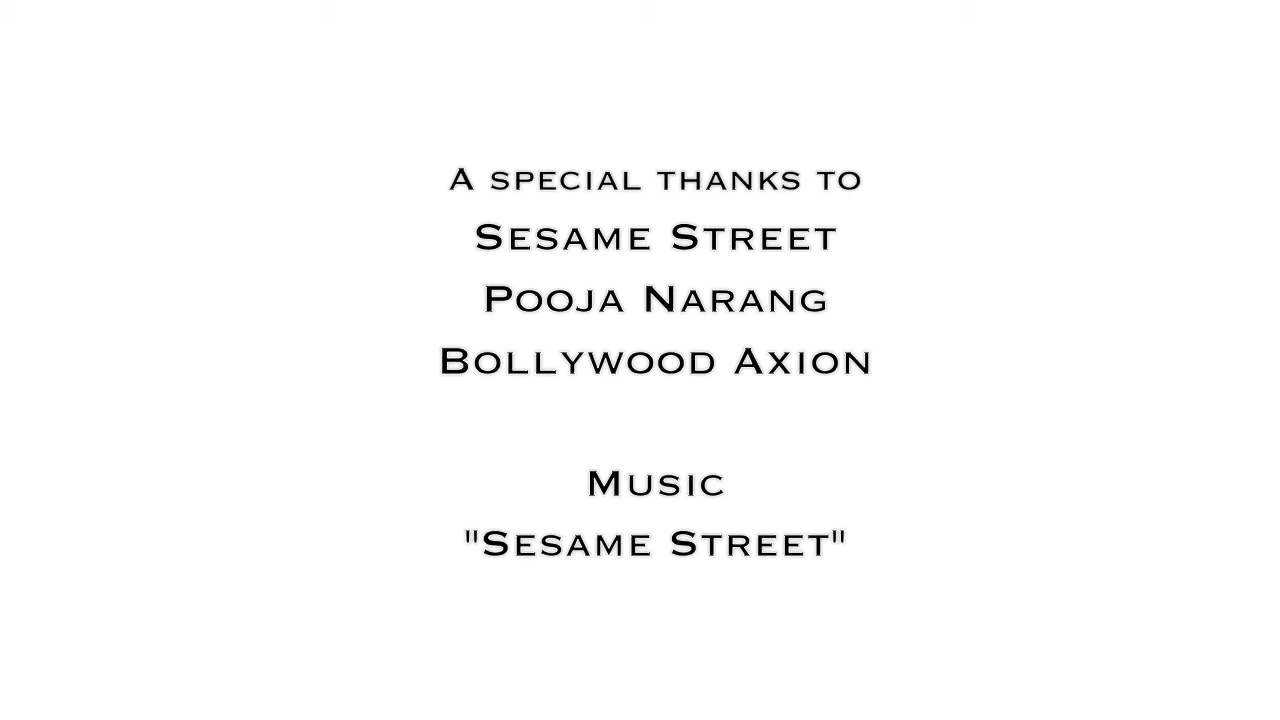 A special thanks to
Sesame Street
Pooja Narang
Bollywood Axion
Music
"Sesame Street"